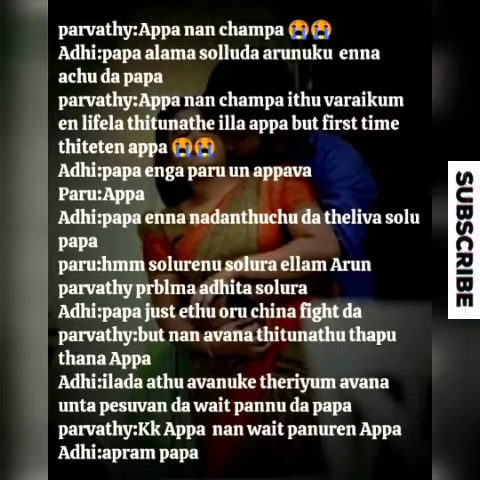 parvathy:Appa nan champa 😭😭
Adhi:papa alama solluda arunuku enna
achu da papa
parvathy:Appa nan champa ithu varaikum
en lifela thitunathe illa appa but first time
thiteten appa 😭😭
Adhi:papa enga paru un appava
Paru:Appa
Adhi:papa enna nadanthuchu da theliva solu
papa
paru:hmm solurenu solura ellam Arun
parvathy prblma adhita solura
Adhi:papa just ethu oru china fight da
parvathy:but nan avana thitunathu thapu
thana Appa
Adhi:ilada athu avanuke theriyum avana
unta pesuvan da wait pannu da papa
parvathy:Kk Appa nan wait panuren Appa
Adhi:apram papa
SUBSCRIBE